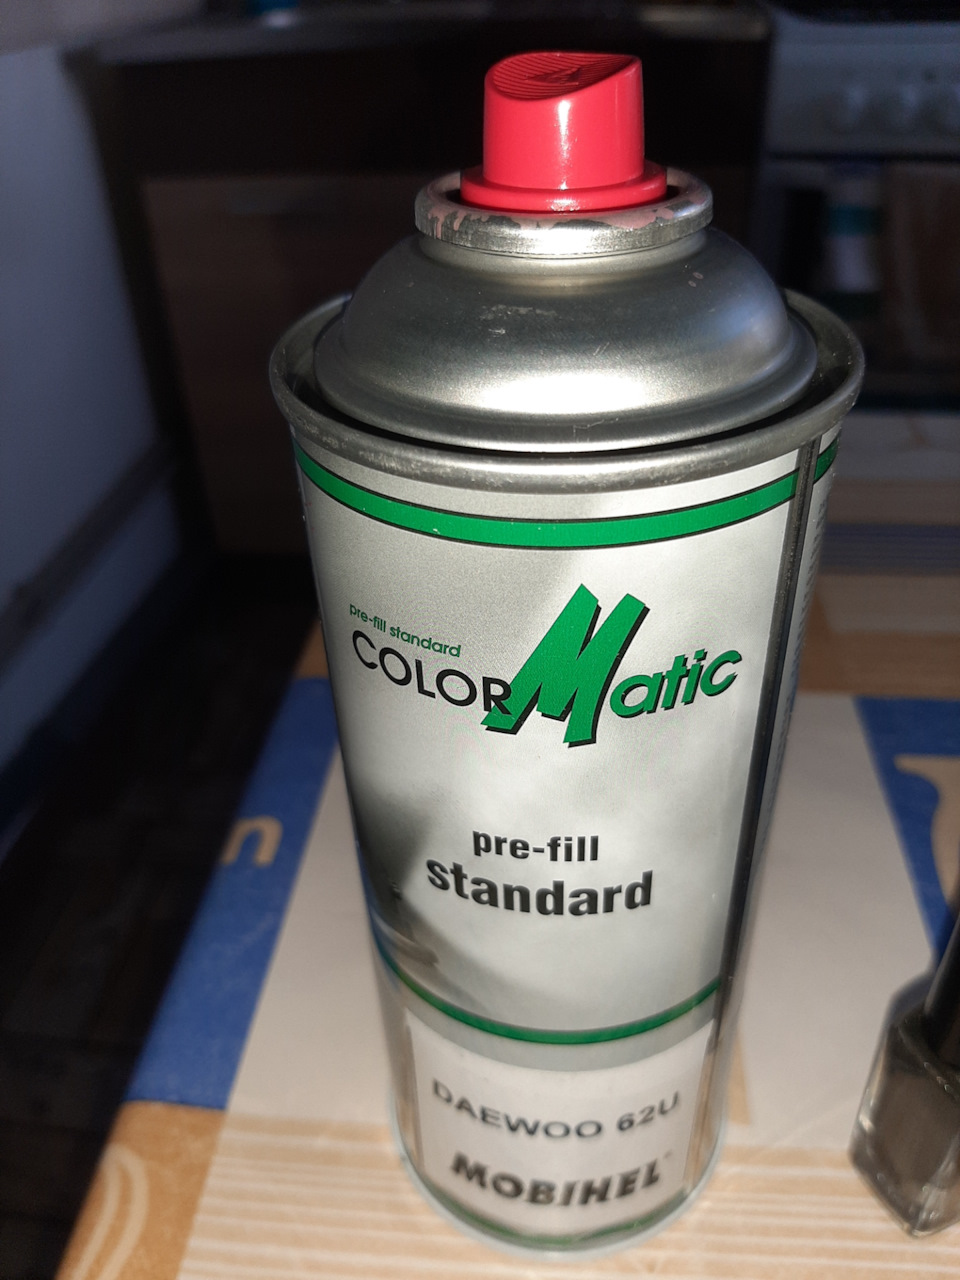 pre-fill standard
COLORMatic
pre-fill
standard
DAEWOO 62U
MOBIHEL
n